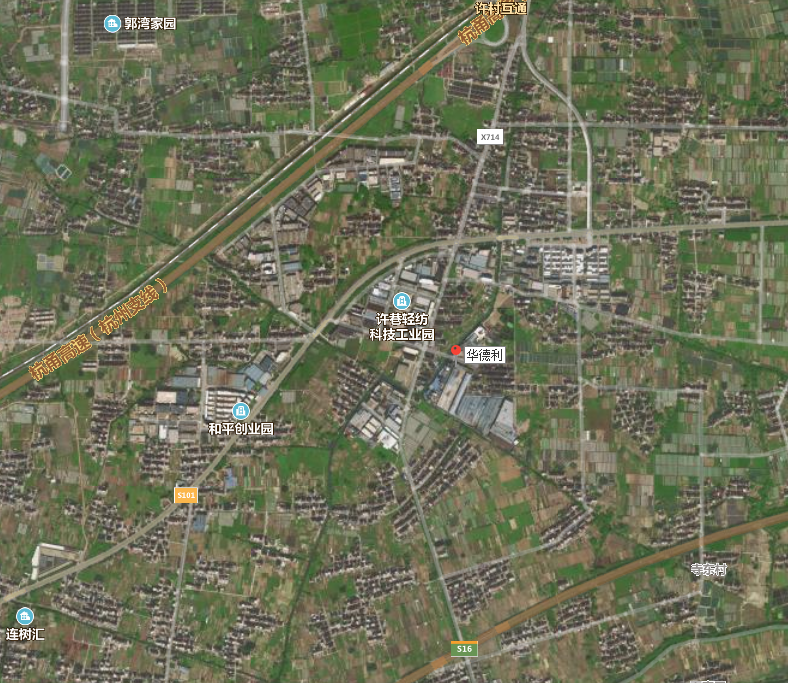 许村互通
郭湾家园
杭甬高
X714
杭甬高速（杭州支线）
许巷轻纺
科技工业园
华德利
和平创业园
S101
寺东村
连树汇
S16